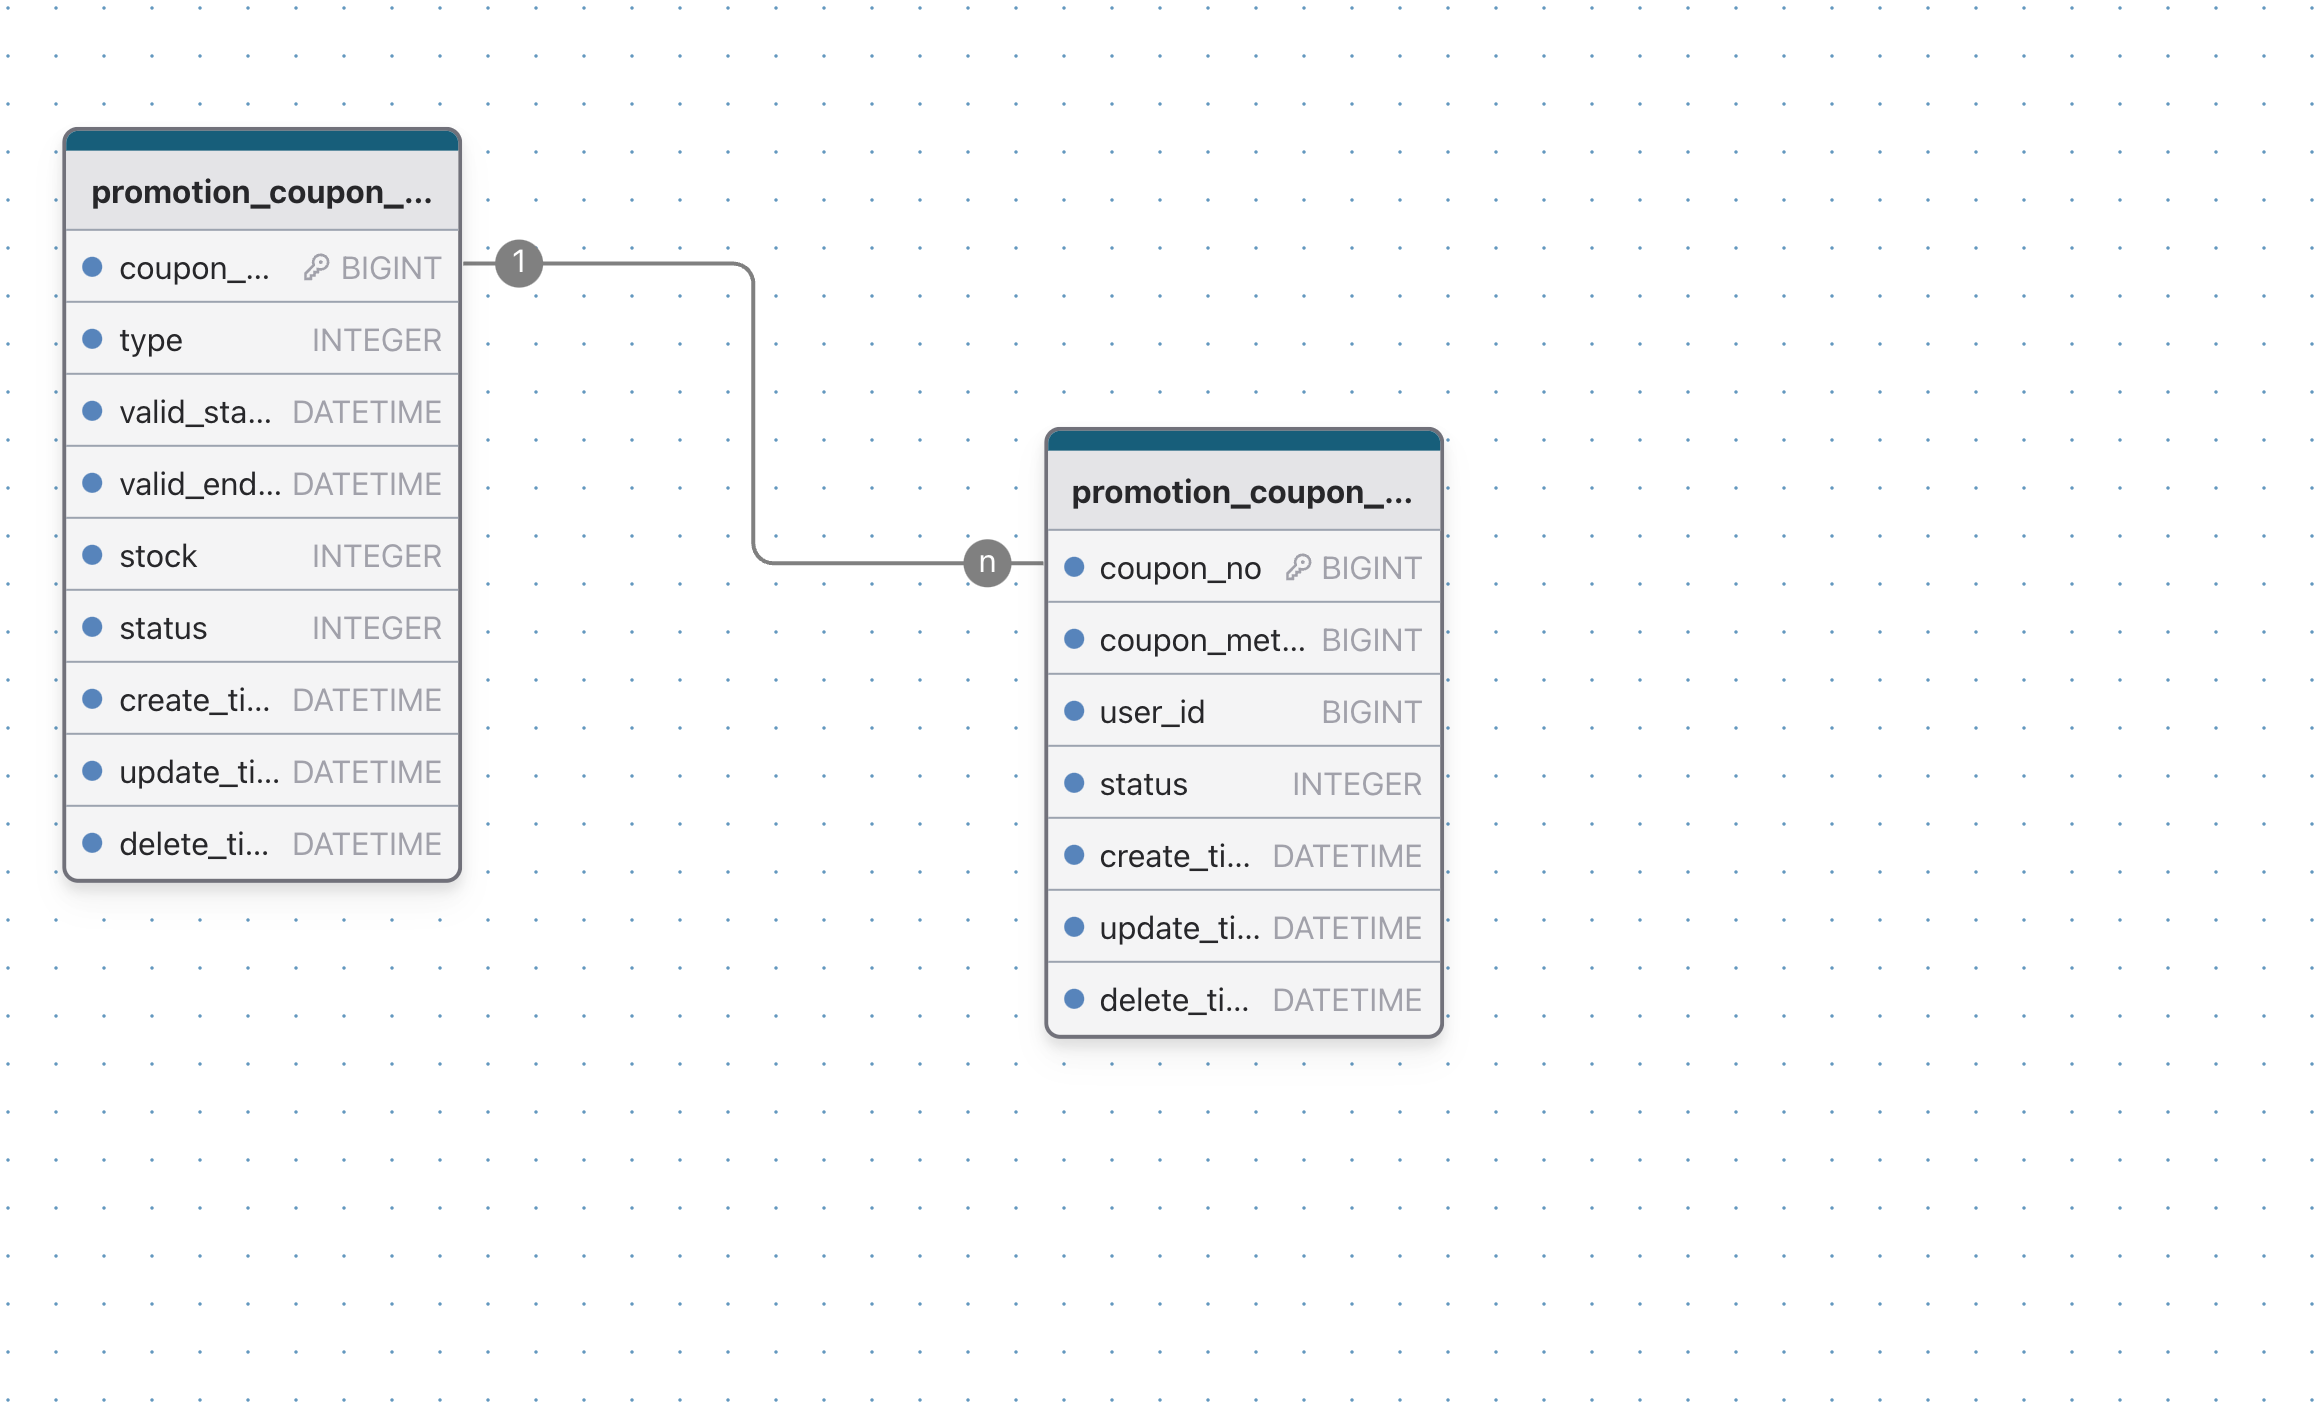 promotion_coupon_...
coupon_... BIGINT
type INTEGER
valid_sta... DATETIME
valid_end... DATETIME
stock INTEGER
status INTEGER
create_ti... DATETIME
update_ti... DATETIME
delete_ti... DATETIME
1
n
promotion_coupon_...
coupon_no BIGINT
coupon_met... BIGINT
user_id BIGINT
status INTEGER
create_ti... DATETIME
update_ti... DATETIME
delete_ti... DATETIME